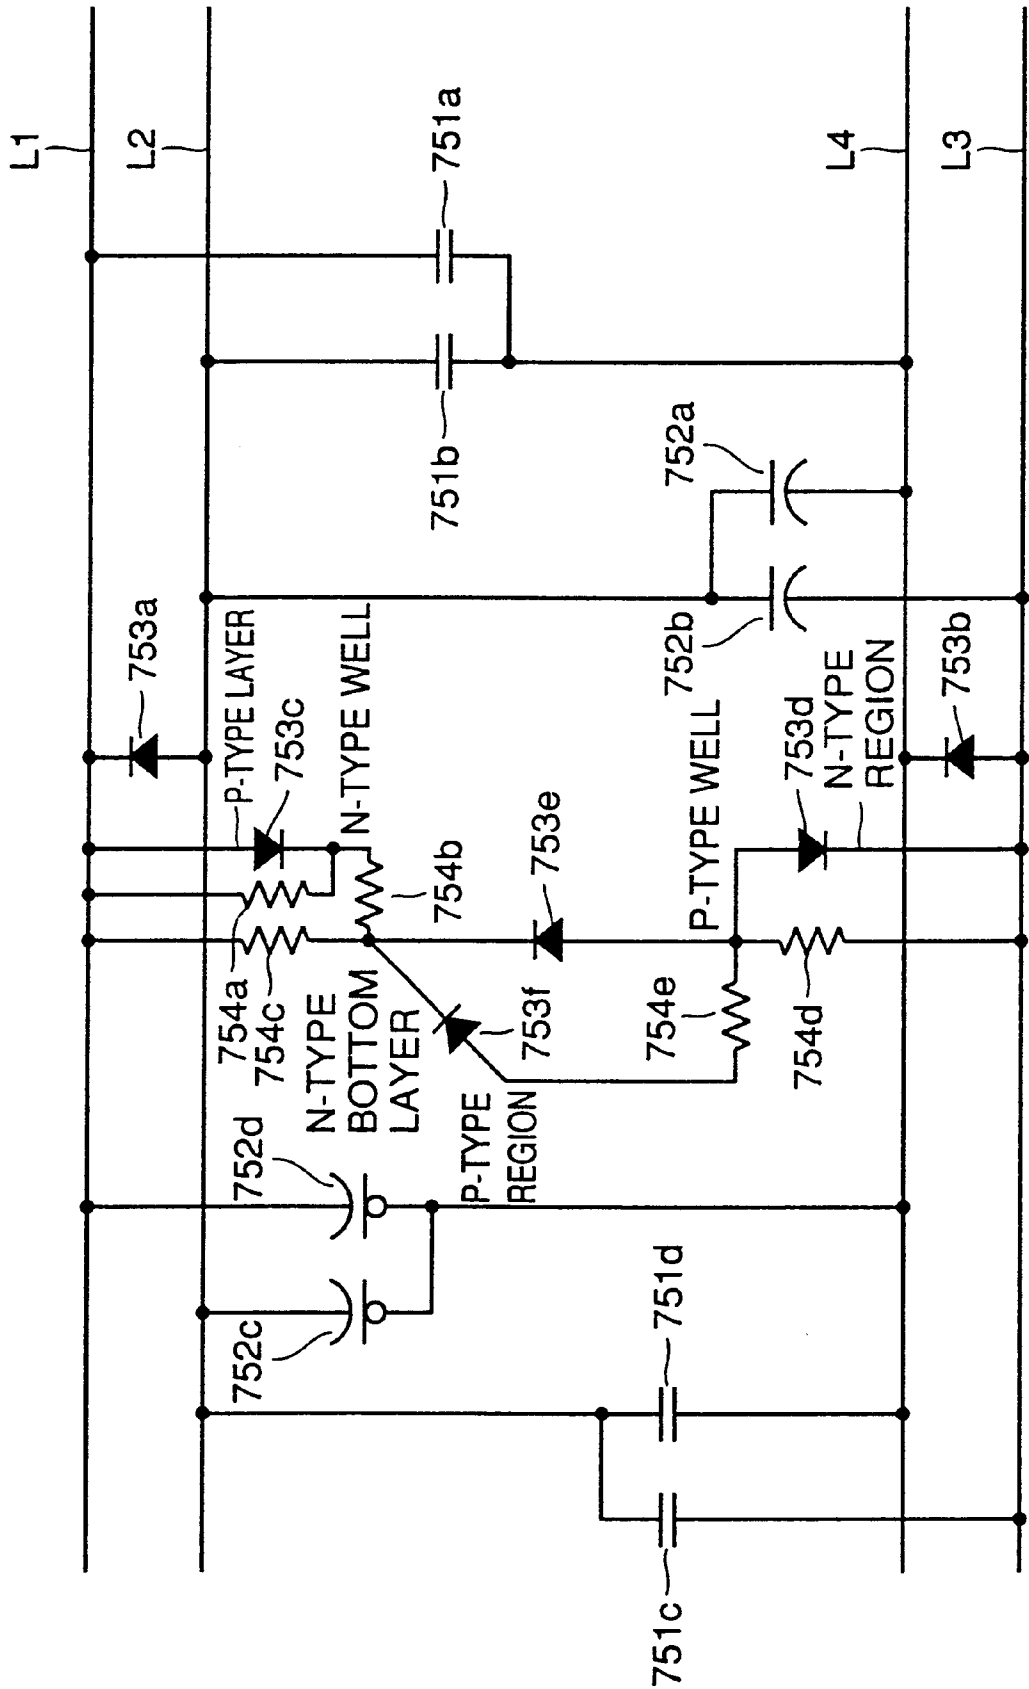 L1
L2
751a
L4
L3
751b
752a
752b
753a
P-TYPE LAYER
753c
N-TYPE WELL
754b
753e
P-TYPE WELL
753d
N-TYPE
REGION
753b
754a
754c
N-TYPE
BOTTOM
LAYER
753f
754e
754d
P-TYPE
REGION
752d
752c
751d
751c